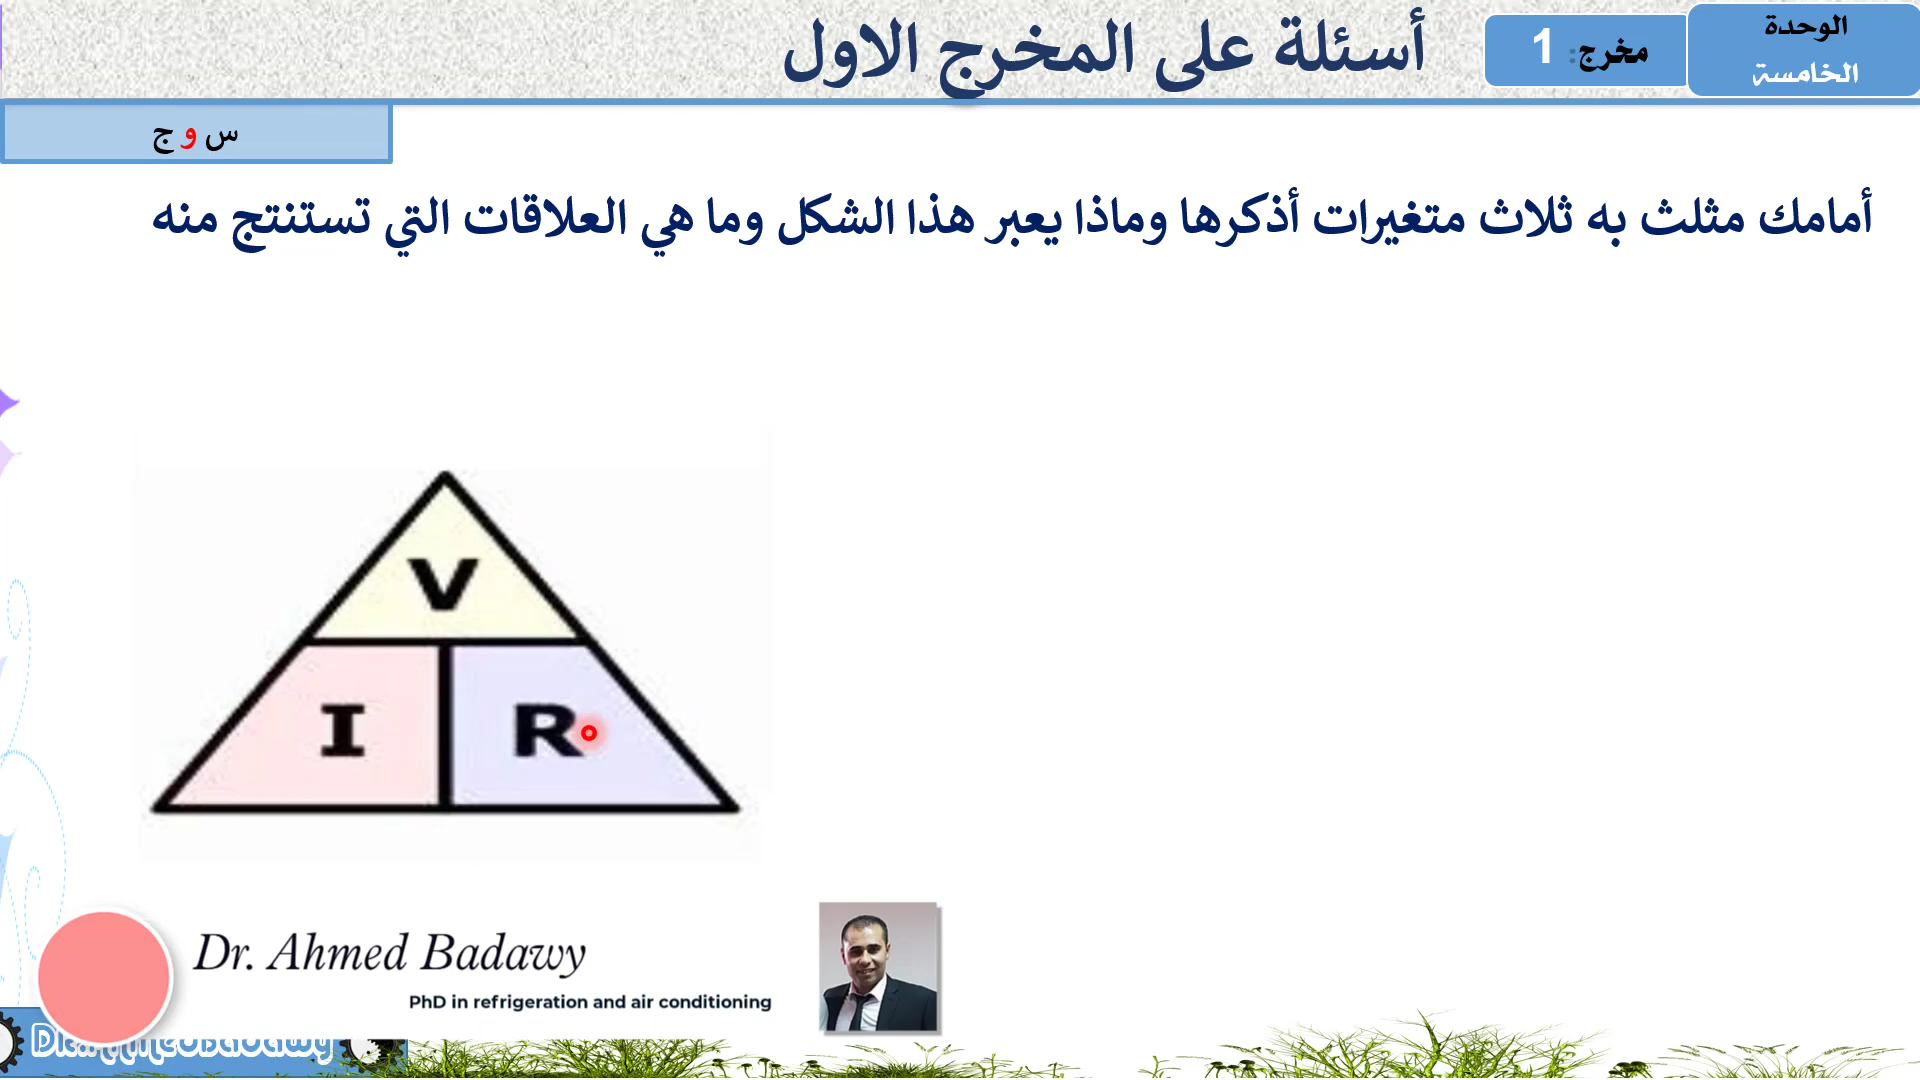 الوحدة
الخامسة
مخرج: 1
أسئلة على المخرج الاول
س و ج
أمامك مثلث به ثلاث متغيرات أذكرها وماذا يعبر هذا الشكل وما هي العلاقات التي تستنتج منه
V
I R
Dr. Ahmed Badawy
PhD in refrigeration and air conditioning